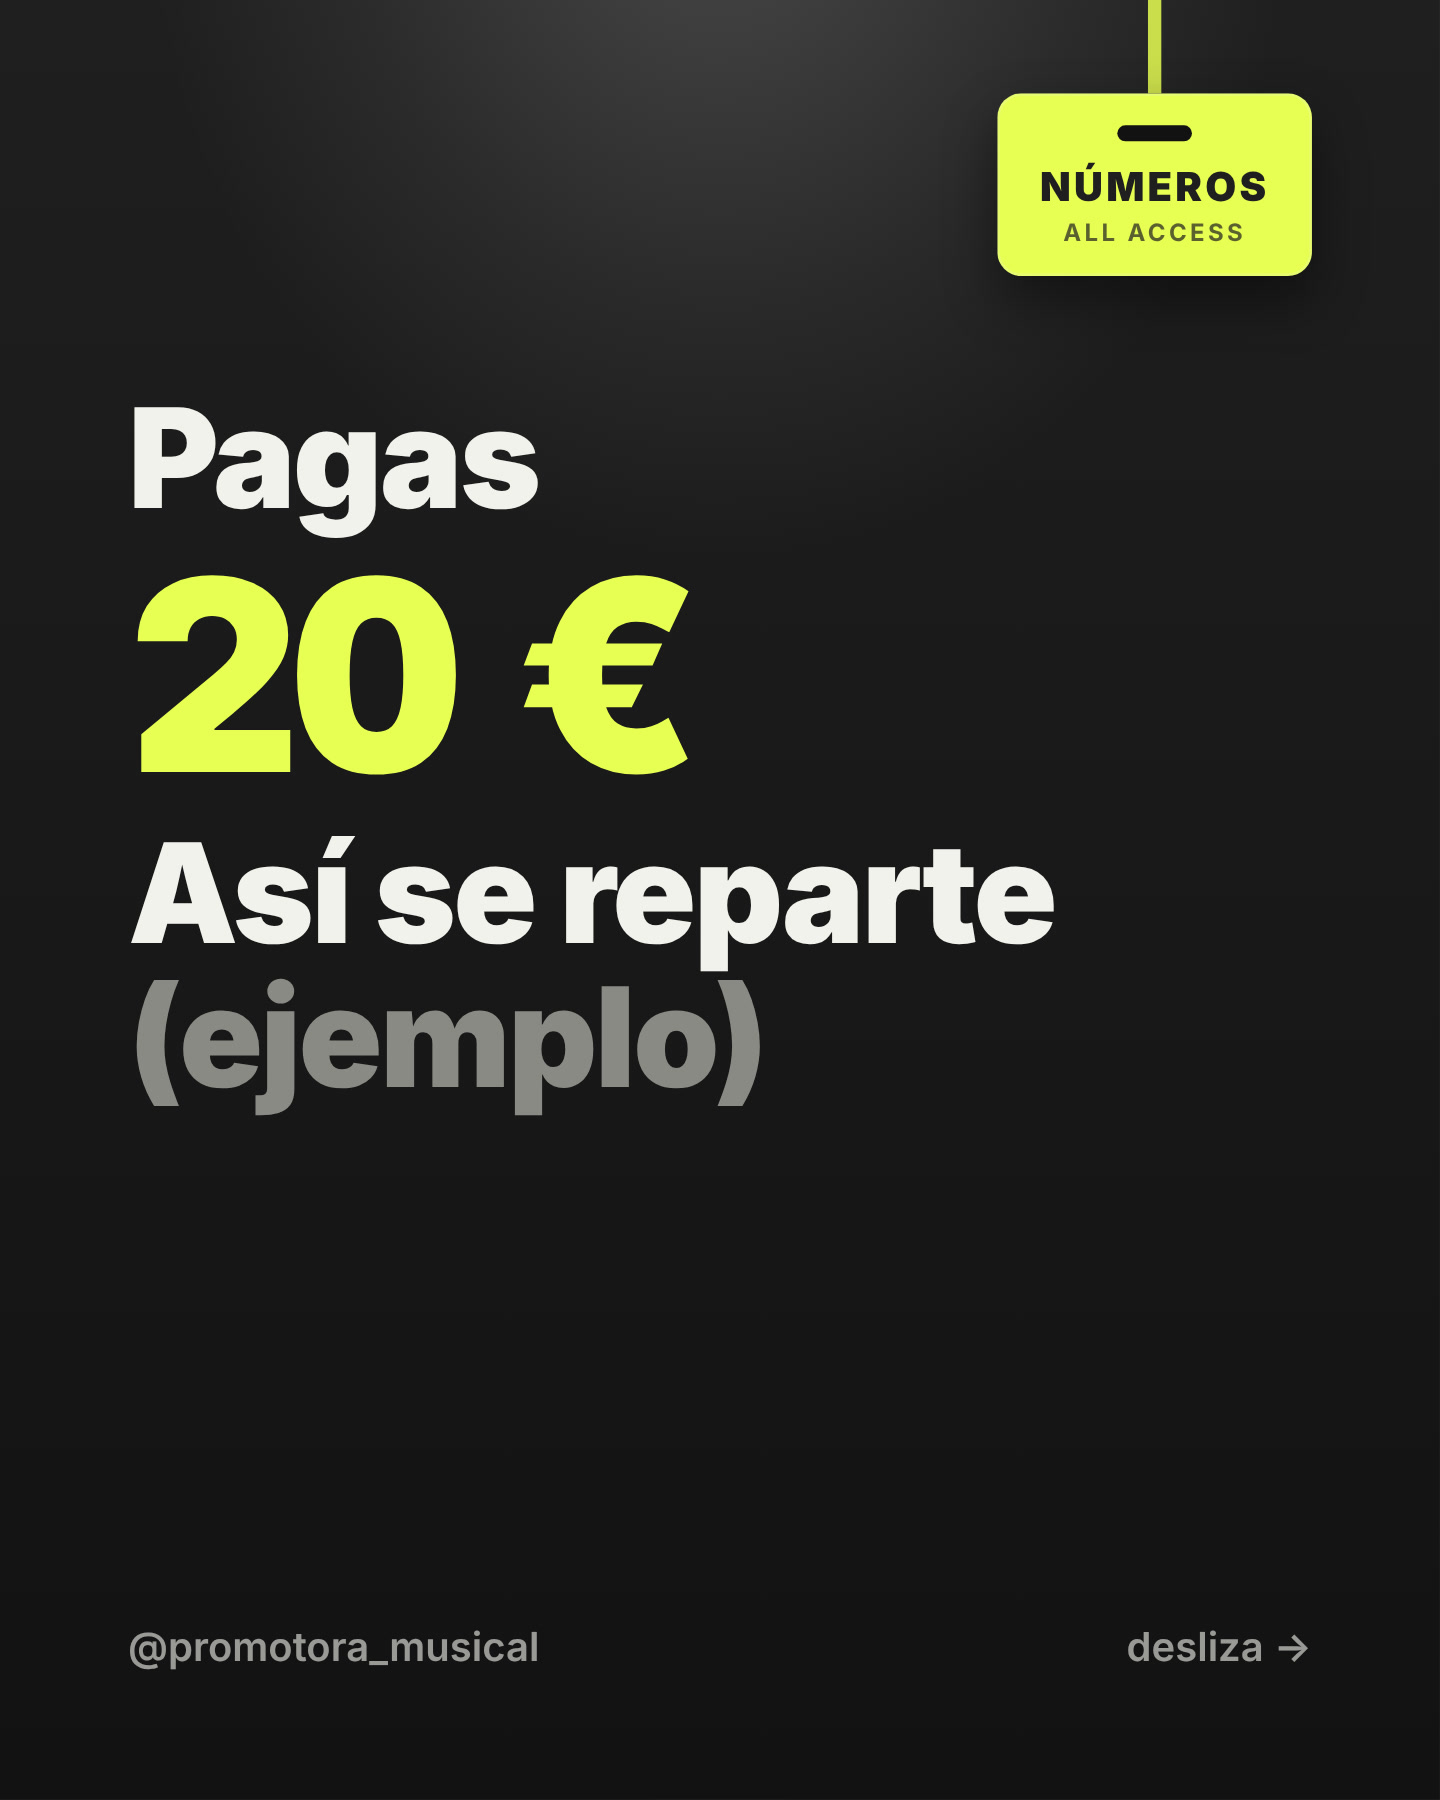 NÚMEROS
ALL ACCESS
Pagas
20 €
Así se reparte
(ejemplo)
@promotora_musical
desliza →